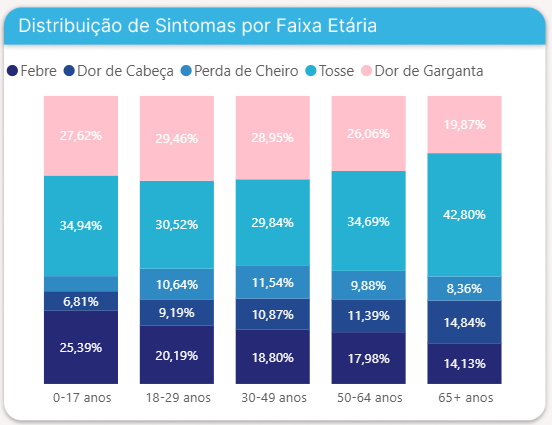 Distribuição de Sintomas por Faixa Etária
Febre Dor de Cabeça Perda de Cheiro Tosse Dor de Garganta
27,62% 29,46% 28,95% 26,06% 19,87%
34,94% 30,52% 29,84% 34,69% 42,80%
10,64% 11,54% 9,88% 8,36%
6,81% 9,19% 10,87% 11,39% 14,84%
25,39% 20,19% 18,80% 17,98% 14,13%
0-17 anos 18-29 anos 30-49 anos 50-64 anos 65+ anos